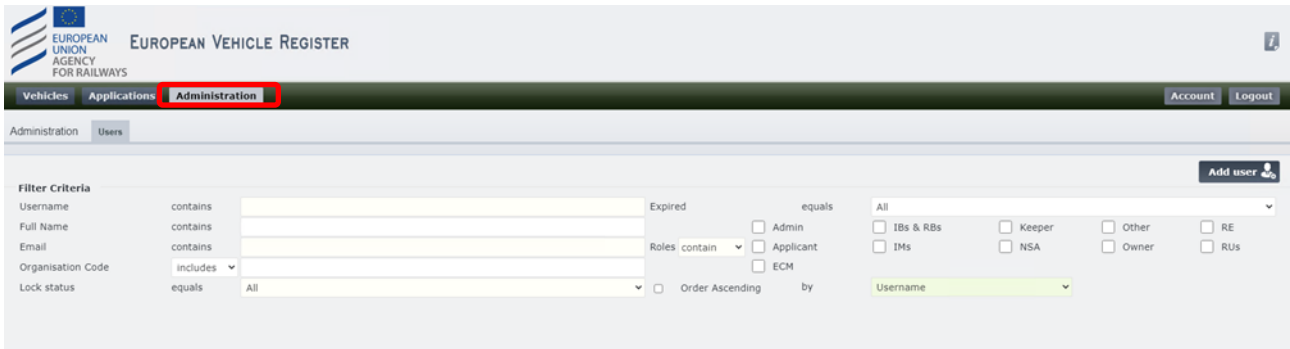 EUROPEAN
UNION
AGENCY
FOR RAILWAYS
EUROPEAN VEHICLE REGISTER
i
Vehicles Applications Administration Account Logout
Administration Users
Add user
Filter Criteria
Username contains Expired equals All
Full Name contains Admin IBs & RBs Keeper Other RE
Email contains Roles contain Applicant IMs NSA Owner RUs
Organisation Code includes ECM
Lock status equals All Order Ascending by Username